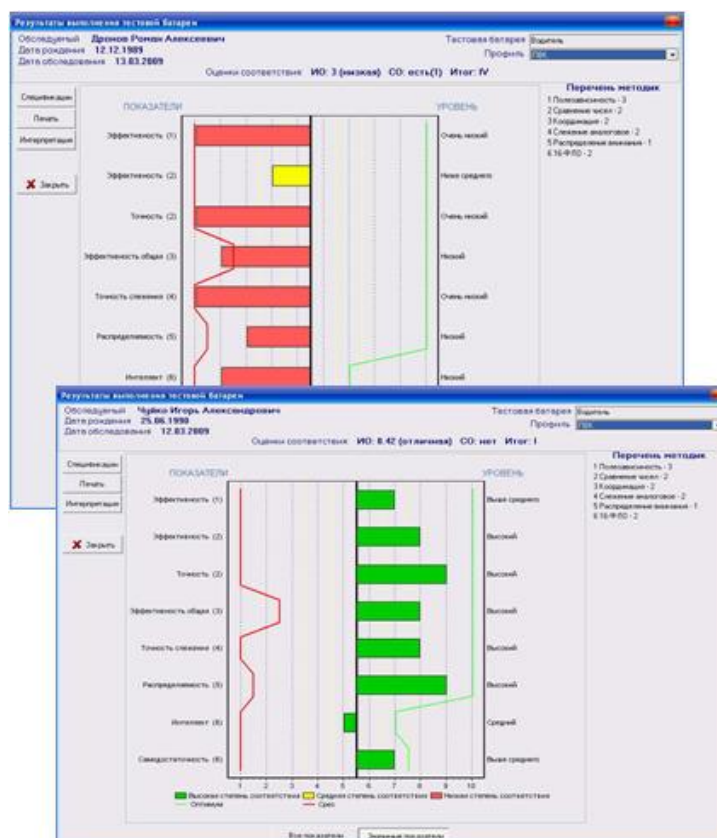 Результаты выполнения тестовой батареи
Обследуемый Дронов Роман Алексеевич
Тестовая батарея Водитель
Дата рождения 12.12.1989
Профиль ПВК
Дата обследования 13.03.2009
Оценки соответствия ИО: 3 (низкая) СО: есть(1) Итог: IV
Спецификации
Печать
Интерпретация
Закрыть
ПОКАЗАТЕЛИ
УРОВЕНЬ
Эффективность (1) Очень низкий
Эффективность (2) Ниже среднего
Точность (2) Очень низкий
Эффективность общая (3) Низкий
Точность слежения (4) Очень низкий
Распределяемость (5) Низкий
Интеллект (6) Низкий
Перечень методик
1 Полезависимость - 3
2 Сравнение чисел - 2
3 Координация - 2
4 Слежение аналоговое - 2
5 Распределение внимания - 1
6 16-ФЛО - 2
Результаты выполнения тестовой батареи
Обследуемый Чуйко Игорь Александрович
Тестовая батарея Водитель
Дата рождения 25.06.1990
Профиль ПВК
Дата обследования 12.03.2009
Оценки соответствия ИО: 8.42 (отличная) СО: нет Итог: I
Спецификации
Печать
Интерпретация
Закрыть
ПОКАЗАТЕЛИ
УРОВЕНЬ
Эффективность (1) Выше среднего
Эффективность (2) Высокий
Точность (2) Высокий
Эффективность общая (3) Высокий
Точность слежения (4) Высокий
Распределяемость (5) Высокий
Интеллект (6) Средний
Самодостаточность (6) Выше среднего
1 2 3 4 5 6 7 8 9 10
Высокая степень соответствия Средняя степень соответствия Низкая степень соответствия
Оптимум Срез
Перечень методик
1 Полезависимость - 3
2 Сравнение чисел - 2
3 Координация - 2
4 Слежение аналоговое - 2
5 Распределение внимания - 1
6 16-ФЛО - 2
Все показатели
показатели